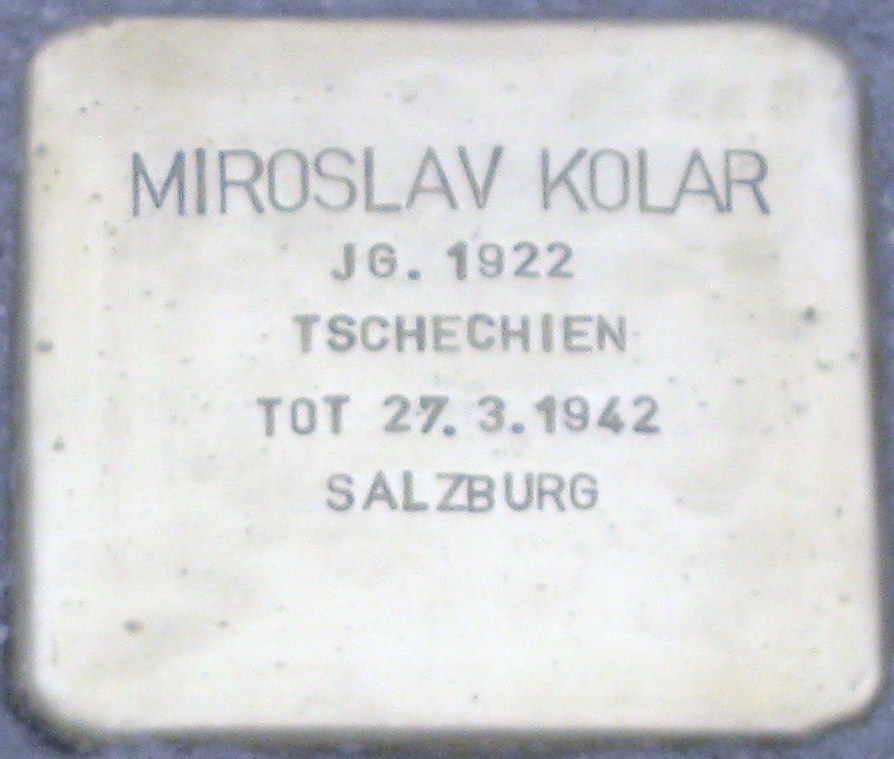 MIROSLAV KOLAR
JG. 1922
TSCHECHIEN
TOT 27. 3. 1942
SALZBURG